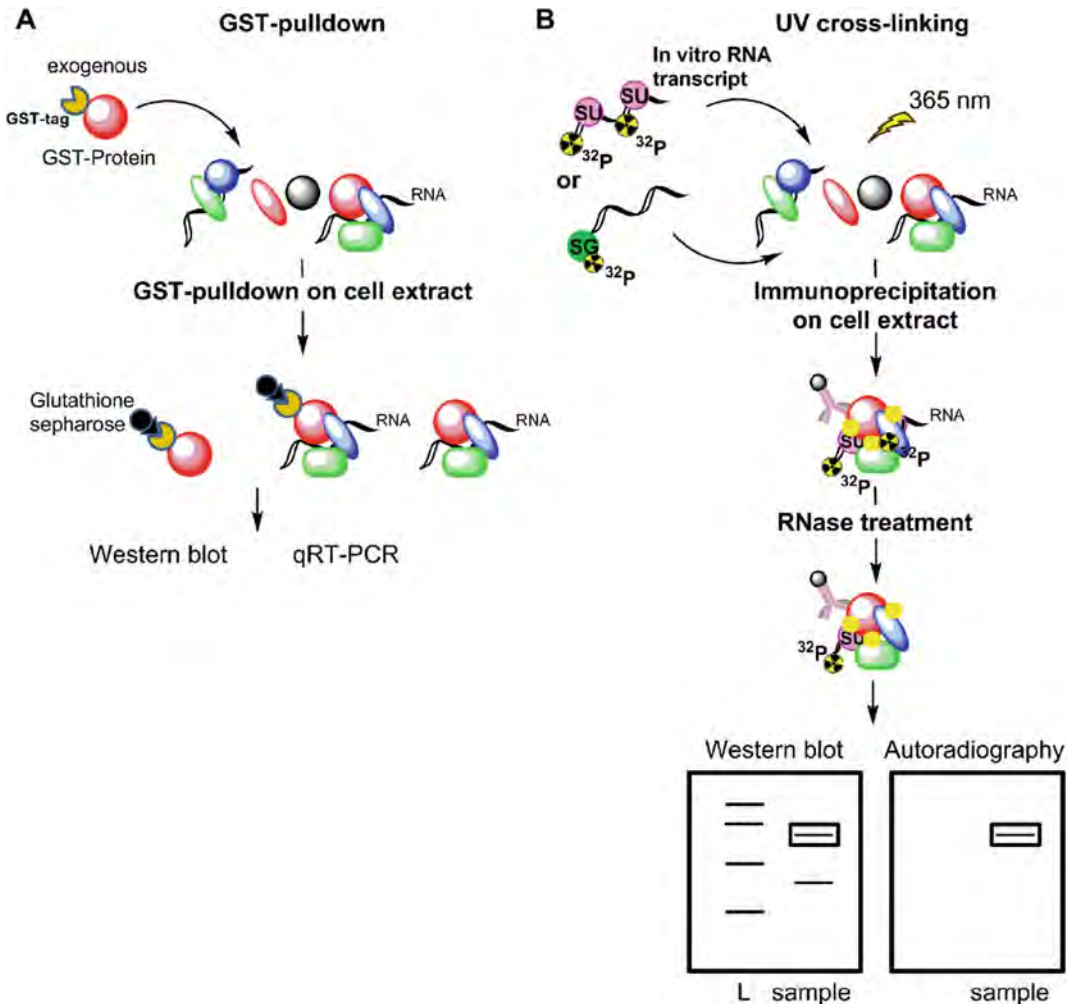 A
GST-pulldown
exogenous
GST-tag
GST-Protein
RNA
GST-pulldown on cell extract
Glutathione
sepharose
RNA
Western blot
qRT-PCR
B
UV cross-linking
In vitro RNA
transcript
365 nm
SU
SU
32P
32P
or
SG
32P
RNA
Immunoprecipitation
on cell extract
RNA
SU
32P
32P
RNase treatment
SU
32P
Western blot
Autoradiography
L sample
sample